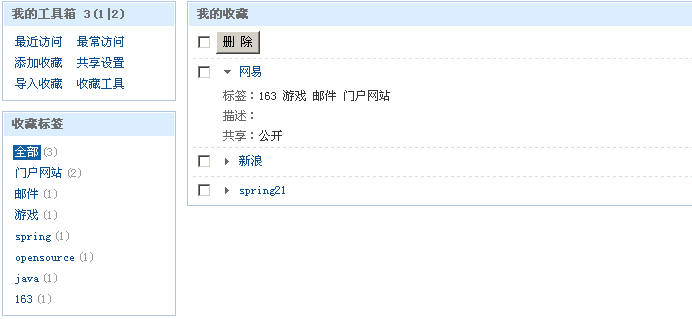 我的工具箱 3(1|2)
最近访问 最常访问
添加收藏 共享设置
导入收藏 收藏工具
收藏标签
全部(3)
门户网站(2)
邮件(1)
游戏(1)
spring(1)
opensource(1)
java(1)
163(1)
我的收藏
删 除
网易
标签：163 游戏 邮件 门户网站
描述：
共享：公开
新浪
spring21